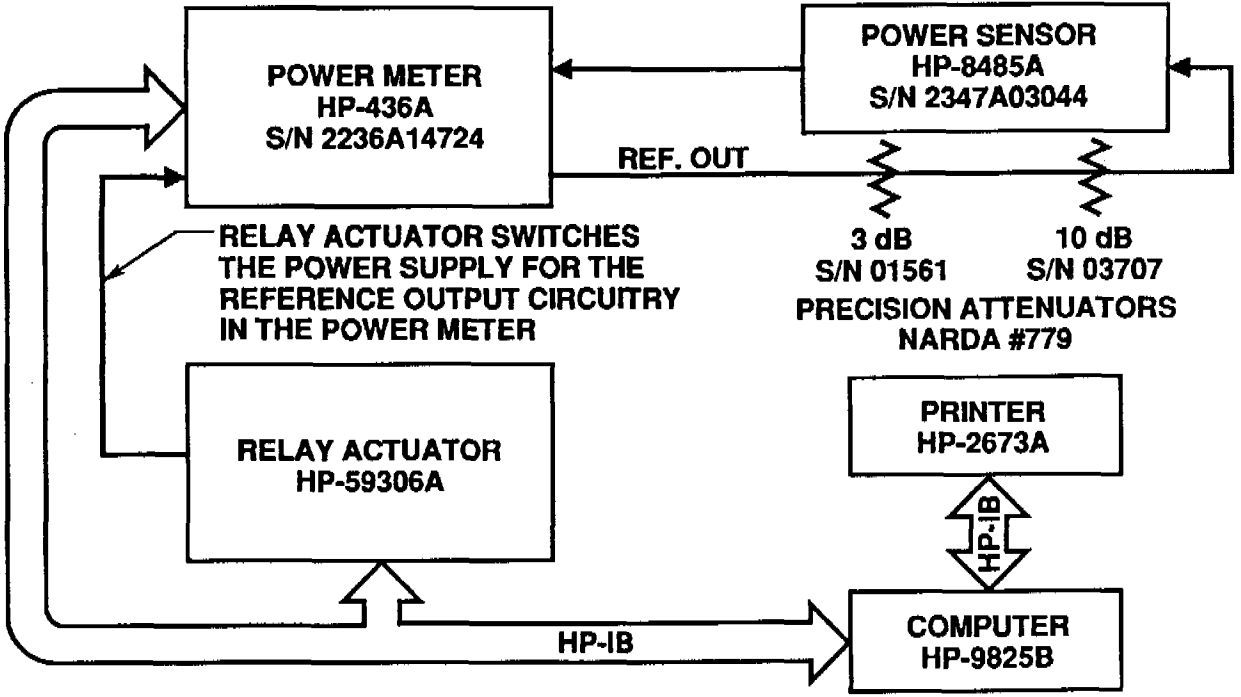 POWER METER
HP-436A
S/N 2236A14724
POWER SENSOR
HP-8485A
S/N 2347A03044
REF. OUT
3 dB
S/N 01561
10 dB
S/N 03707
PRECISION ATTENUATORS
NARDA #779
RELAY ACTUATOR SWITCHES
THE POWER SUPPLY FOR THE
REFERENCE OUTPUT CIRCUITRY
IN THE POWER METER
RELAY ACTUATOR
HP-59306A
PRINTER
HP-2673A
HP-IB
HP-IB
COMPUTER
HP-9825B